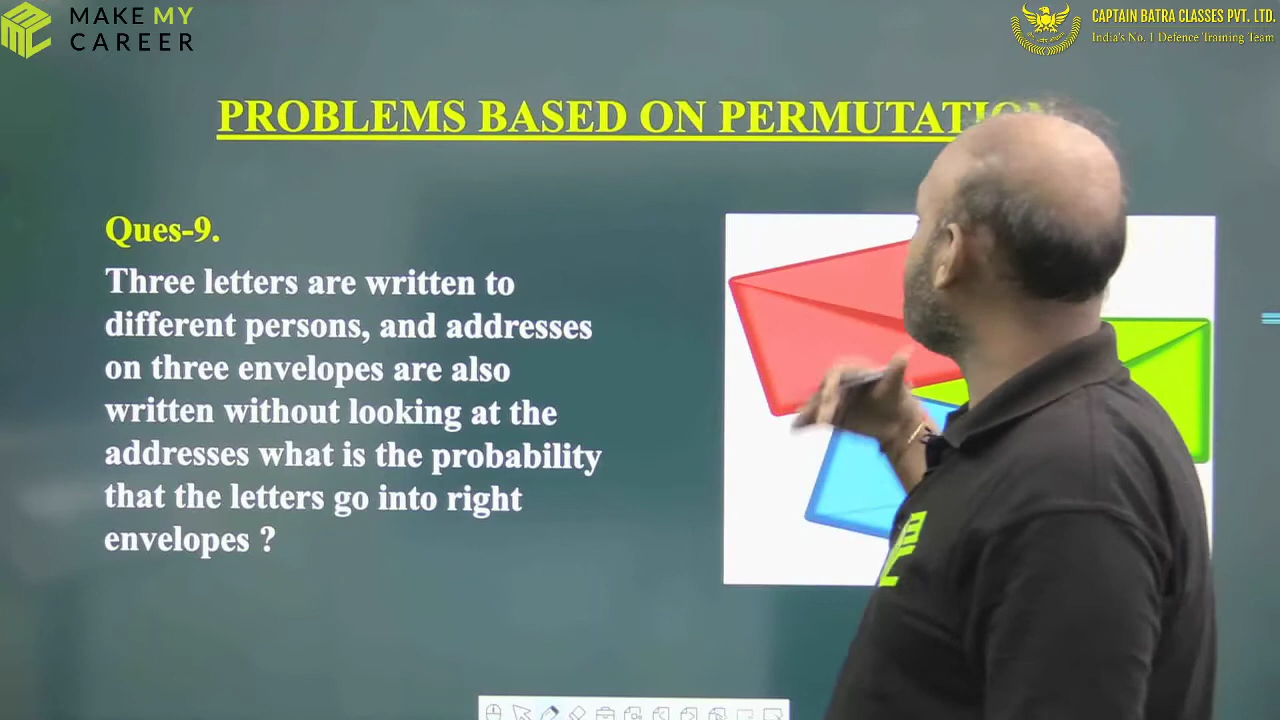 MAKE MY
CAREER
CAPTAIN BATRA CLASSES PVT. LTD.
India's No. 1 Defence Training Team
PROBLEMS BASED ON
Ques-9.
Three letters are written to
different persons, and addresses
on three envelopes are also
written without looking at the
addresses what is the probability
that the letters go into right
envelopes ?